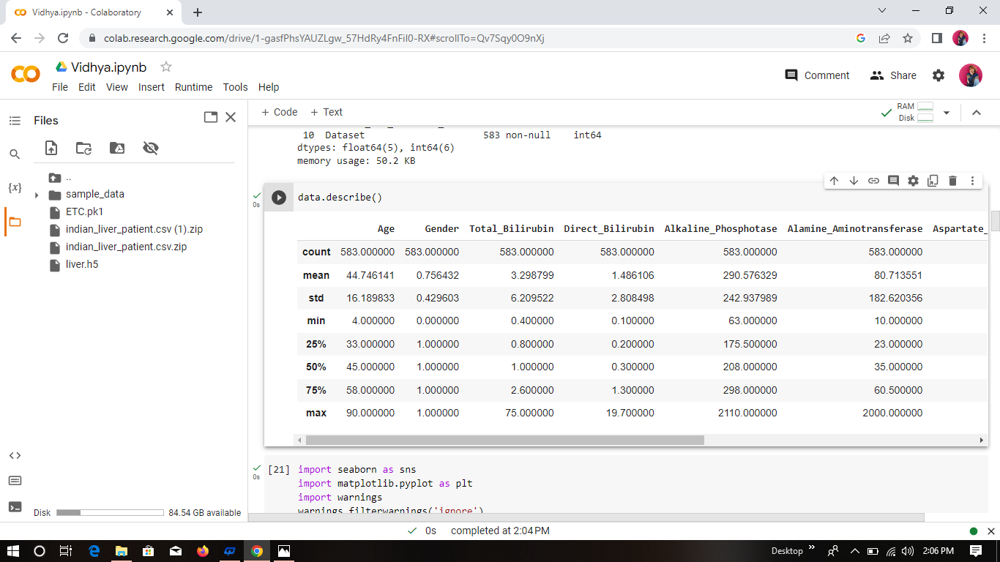 Vidhya.ipynb - Colaboratory
colab.research.google.com/drive/1-gasfPhsYAUZLgw_57HdRy4FnFiI0-RX#scrollTo=Qv7Sqy0O9nXj
Vidhya.ipynb
Comment Share
File Edit View Insert Runtime Tools Help
Files
+ Code + Text
RAM
Disk
..
sample_data
ETC.pk1
indian_liver_patient.csv (1).zip
indian_liver_patient.csv.zip
liver.h5
{x}
Disk 84.54 GB available
10 Dataset 583 non-null int64
dtypes: float64(5), int64(6)
memory usage: 50.2 KB
0s
data.describe()
Age Gender Total_Bilirubin Direct_Bilirubin Alkaline_Phosphotase Alamine_Aminotransferase Aspartate_
count 583.000000 583.000000 583.000000 583.000000 583.000000 583.000000
mean 44.746141 0.756432 3.298799 1.486106 290.576329 80.713551
std 16.189833 0.429603 6.209522 2.808498 242.937989 182.620356
min 4.000000 0.000000 0.400000 0.100000 63.000000 10.000000
25% 33.000000 1.000000 0.800000 0.200000 175.500000 23.000000
50% 45.000000 1.000000 1.000000 0.300000 208.000000 35.000000
75% 58.000000 1.000000 2.600000 1.300000 298.000000 60.500000
max 90.000000 1.000000 75.000000 19.700000 2110.000000 2000.000000
0s
[21] import seaborn as sns
import matplotlib.pyplot as plt
import warnings
warnings.filterwarnings('ignore')
0s completed at 2:04 PM
Desktop 2:06 PM